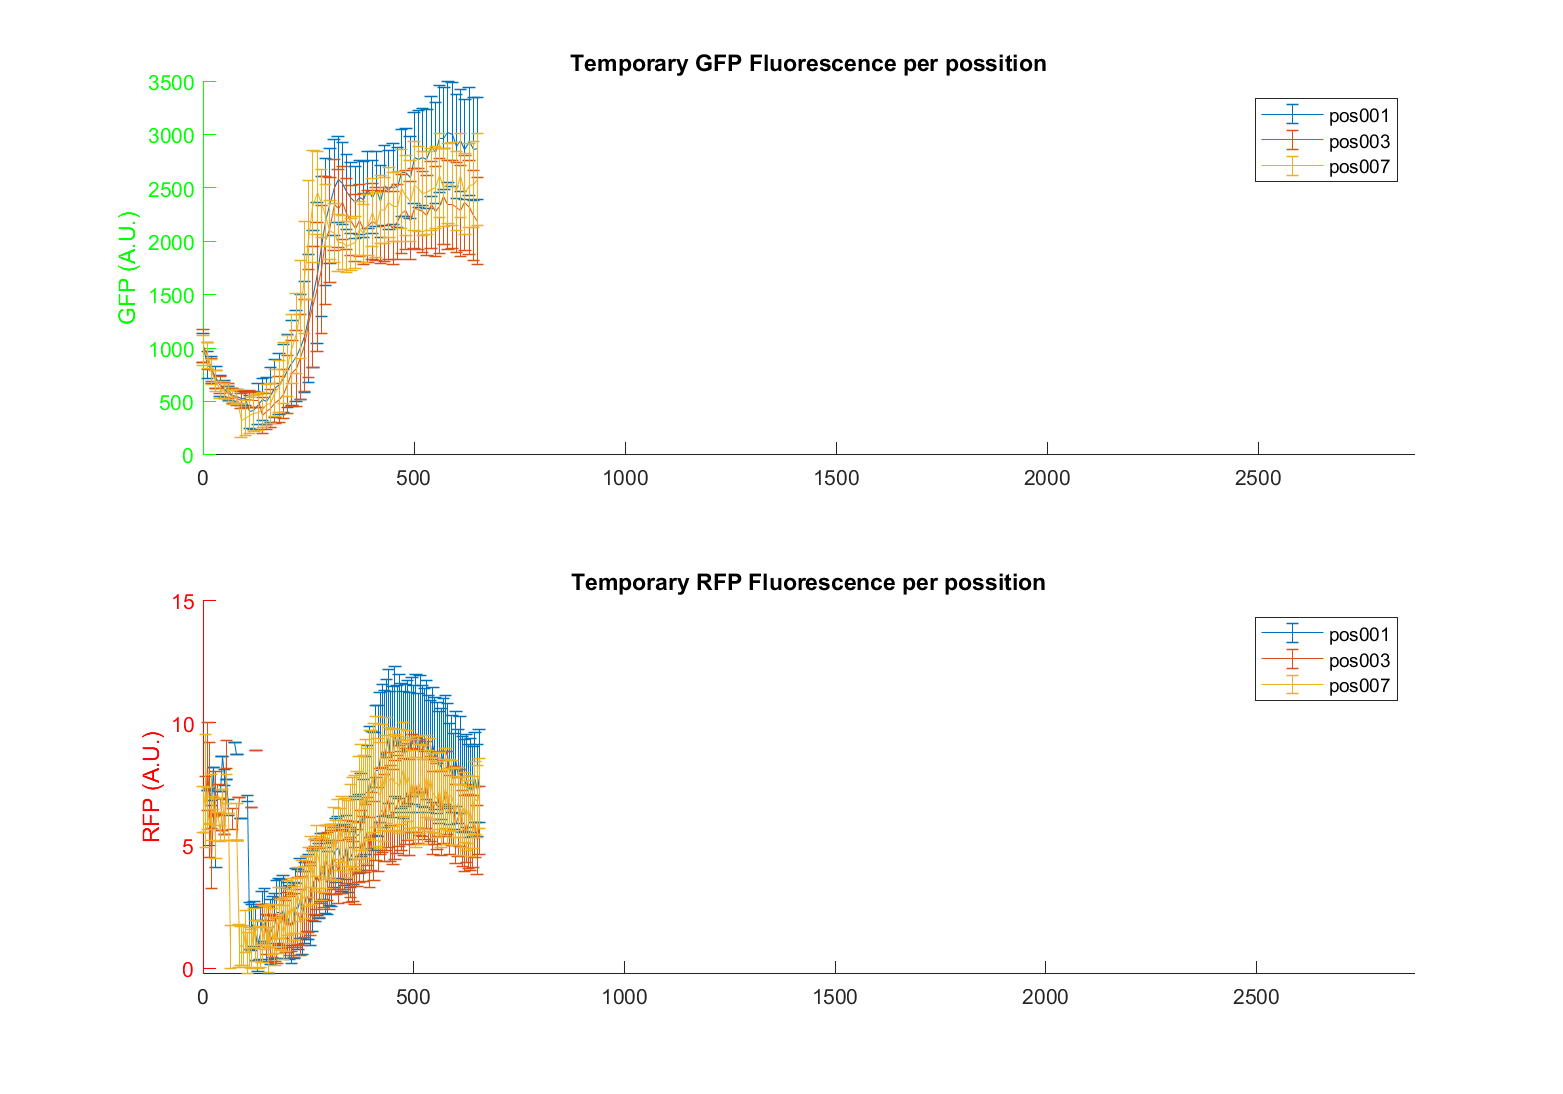 Temporary GFP Fluorescence per possition
GFP (A.U.)
3500
3000
2500
2000
1500
1000
500
0
0 500 1000 1500 2000 2500
pos001
pos003
pos007
Temporary RFP Fluorescence per possition
RFP (A.U.)
15
10
5
0
0 500 1000 1500 2000 2500
pos001
pos003
pos007